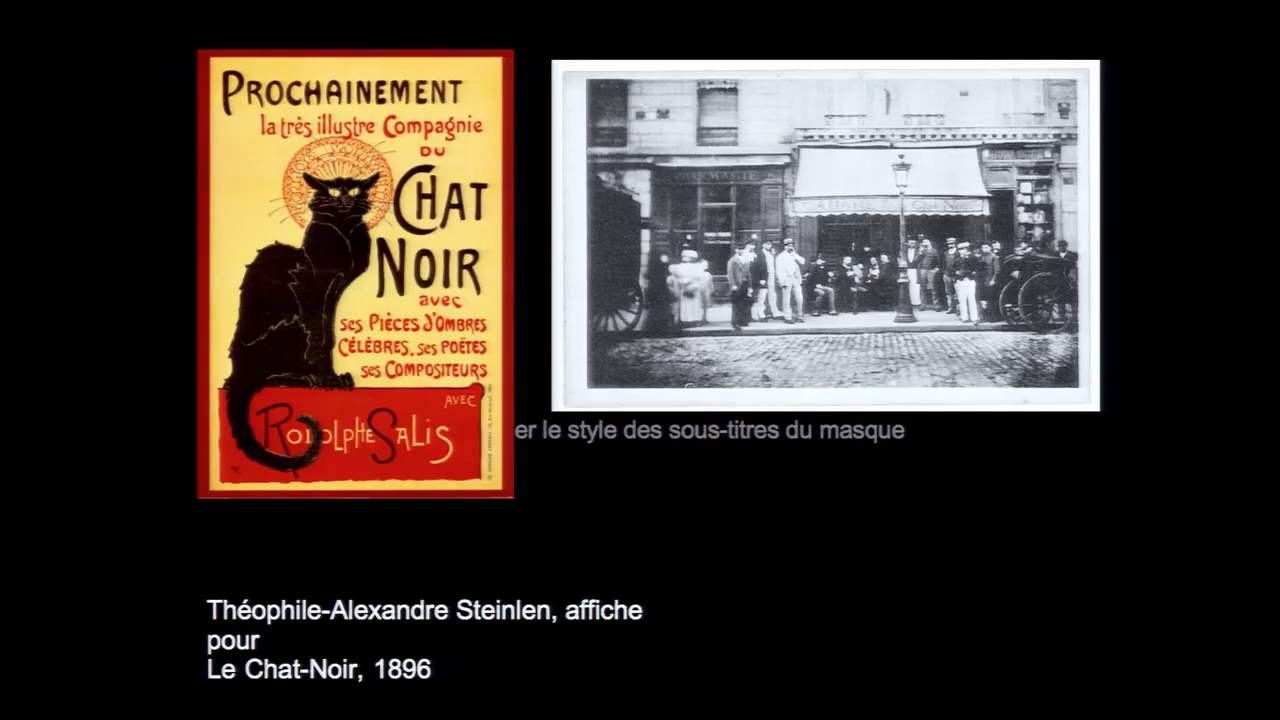 PROCHAINEMENT
la très illustre Compagnie
DU
CHAT
NOIR
avec
ses PIÈCES d'OMBRES
CÉLÈBRES, ses POÈTES
ses COMPOSITEURS
AVEC
RODOLPHE SALIS
PHARMACIE
er le style des sous-titres du masque
Théophile-Alexandre Steinlen, affiche
pour
Le Chat-Noir, 1896